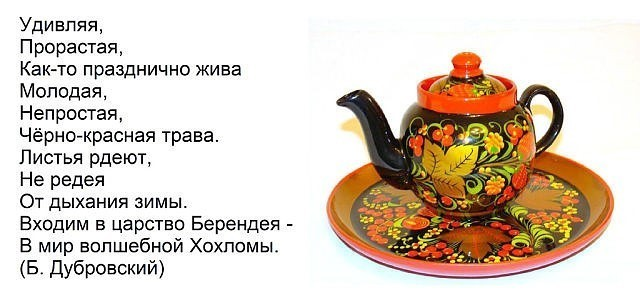 Удивляя,
Прорастая,
Как-то празднично жива
Молодая,
Непростая,
Чёрно-красная трава.
Листья рдеют,
Не редея
От дыхания зимы.
Входим в царство Берендея -
В мир волшебной Хохломы.
(Б. Дубровский)